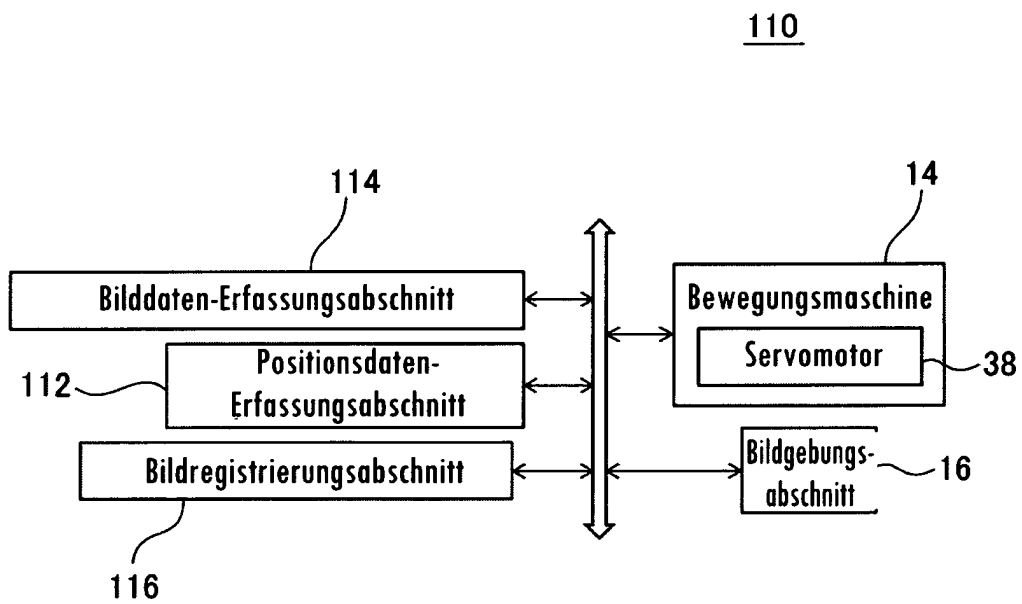 110
114
14
Bilddaten-Erfassungsabschnitt
Bewegungsmaschine
Servomotor
38
112
Positionsdaten-
Erfassungsabschnitt
Bildregistrierungsabschnitt
Bildgebungs-
abschnitt
16
116